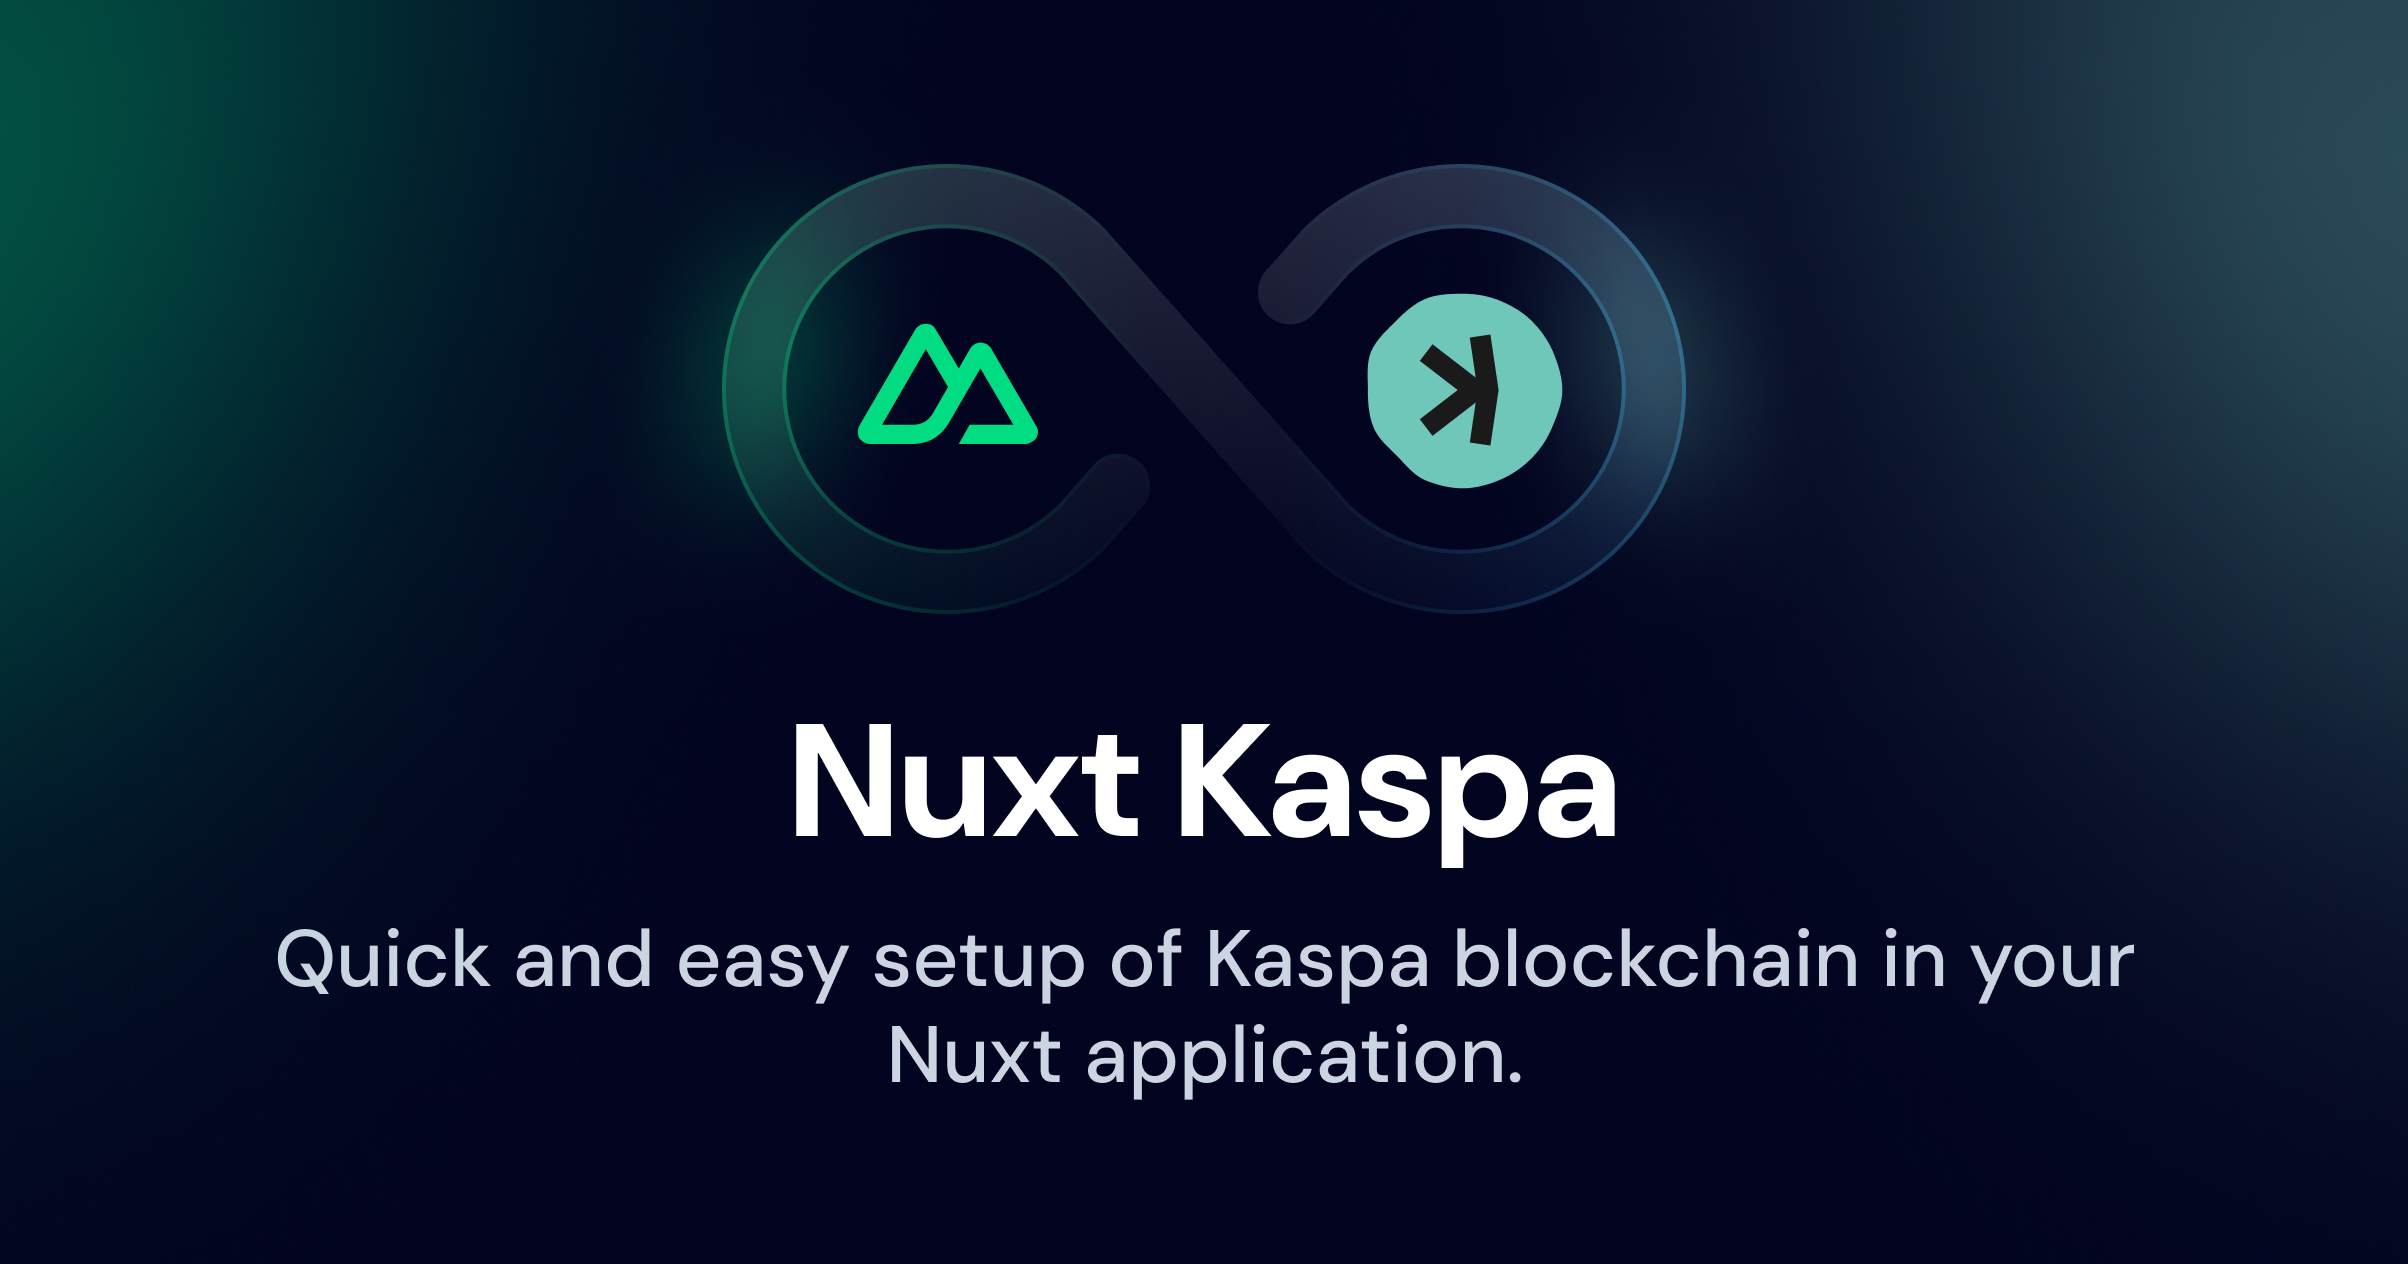 Nuxt Kaspa
Quick and easy setup of Kaspa blockchain in your
Nuxt application.